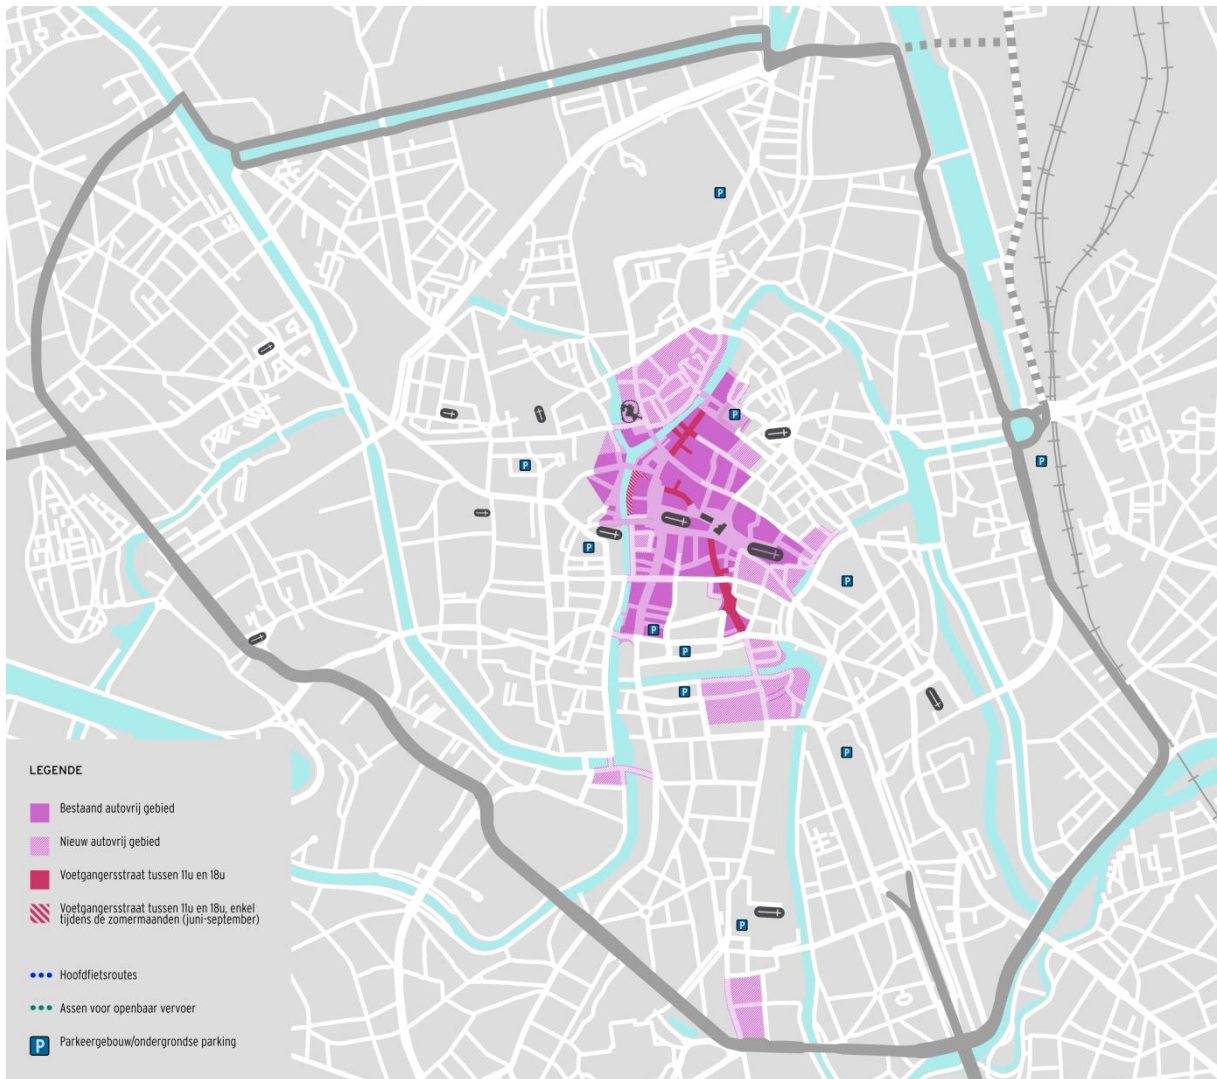 P
P
P
P
P
P
P
P
P
P
P
P
LEGENDE
Bestaand autovrij gebied
Nieuw autovrij gebied
Voetgangersstraat tussen 11u en 18u
Voetgangersstraat tussen 11u en 18u, enkel
tijdens de zomermaanden (juni-september)
Hoofdfietsroutes
Assen voor openbaar vervoer
P Parkeergebouw/ondergrondse parking